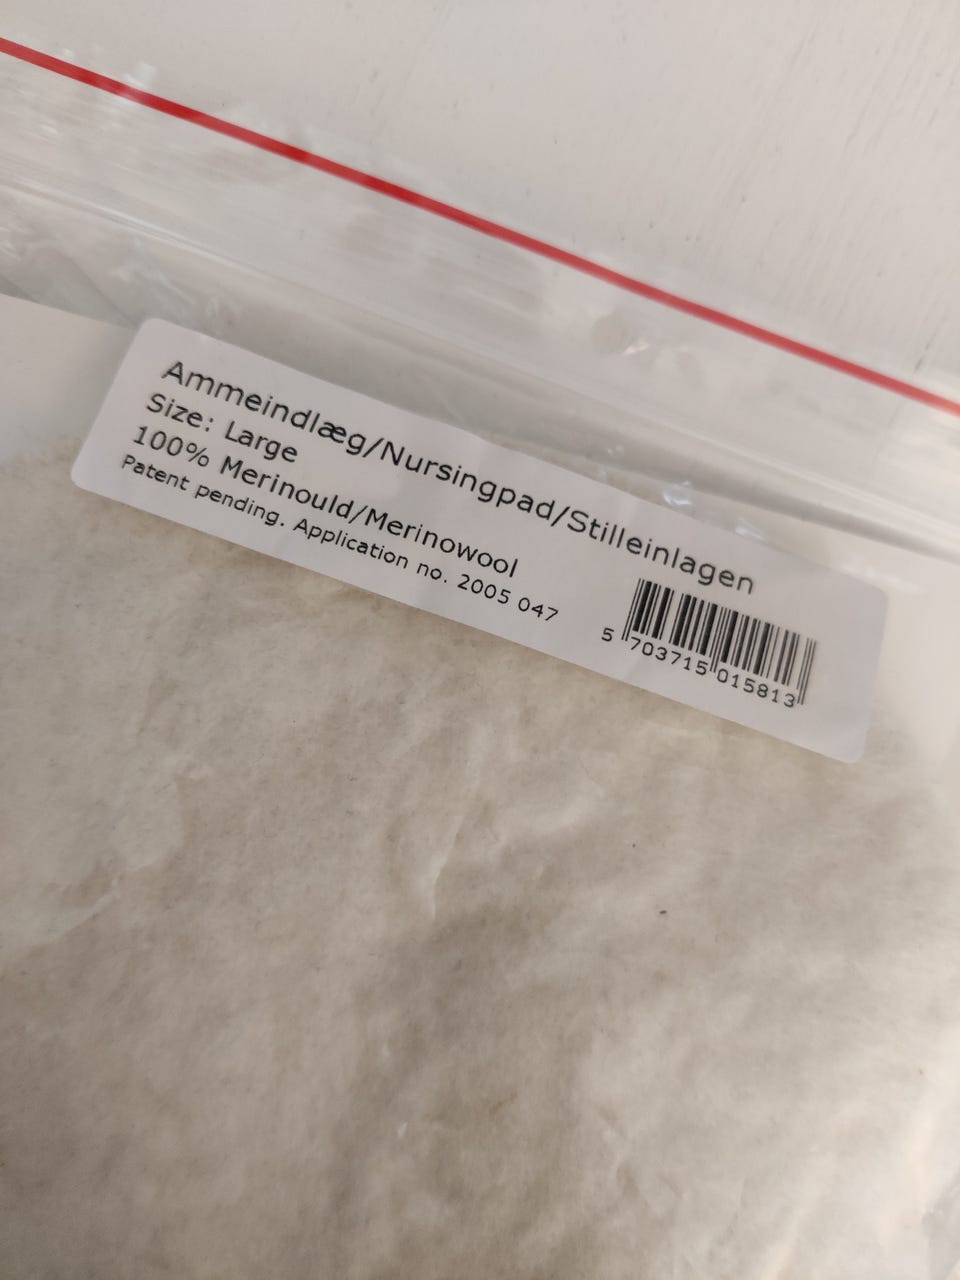 Ammeindlæg/Nursingpad/Stilleinlagen
Size: Large
100% Merinould/Merinowool
Patent pending. Application no. 2005 047
5 703715 015813